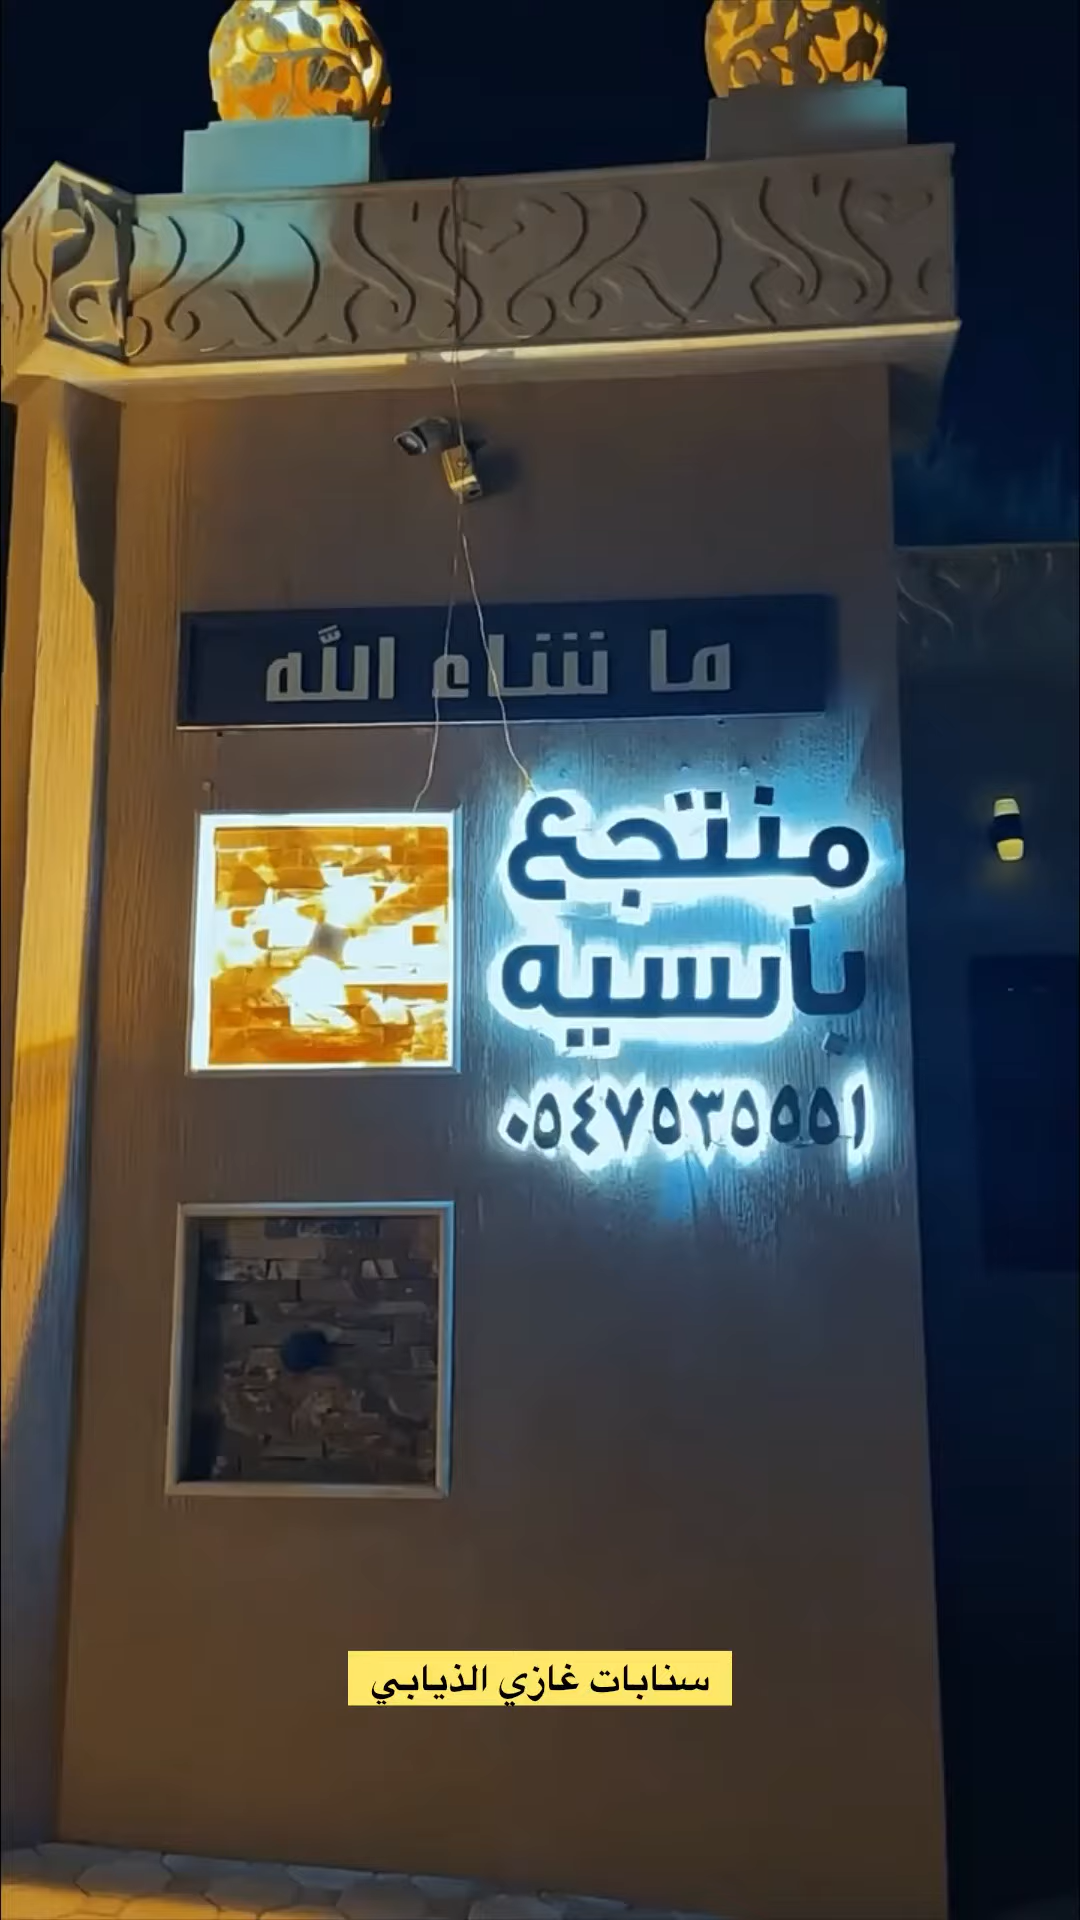 ما شاء الله
منتجع
بانسيه
٠٥٤٧٥٣٥٥٥١
سنابات غازي الذيابي